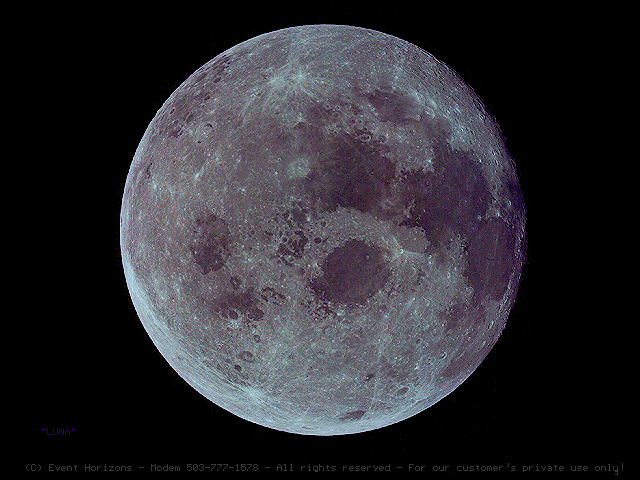 "LUNA"
(C) Event Horizons - Modem 503-777-1578 - All rights reserved - For our customer's private use only!